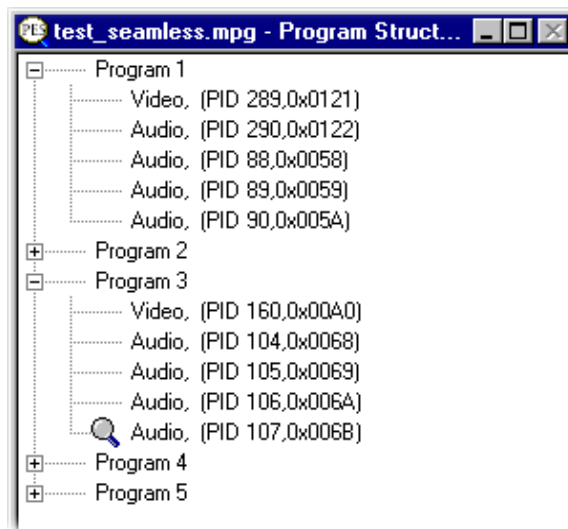 PES test_seamless.mpg - Program Struct...
Program 1
Video, (PID 289,0x0121)
Audio, (PID 290,0x0122)
Audio, (PID 88,0x0058)
Audio, (PID 89,0x0059)
Audio, (PID 90,0x005A)
Program 2
Program 3
Video, (PID 160,0x00A0)
Audio, (PID 104,0x0068)
Audio, (PID 105,0x0069)
Audio, (PID 106,0x006A)
Audio, (PID 107,0x006B)
Program 4
Program 5